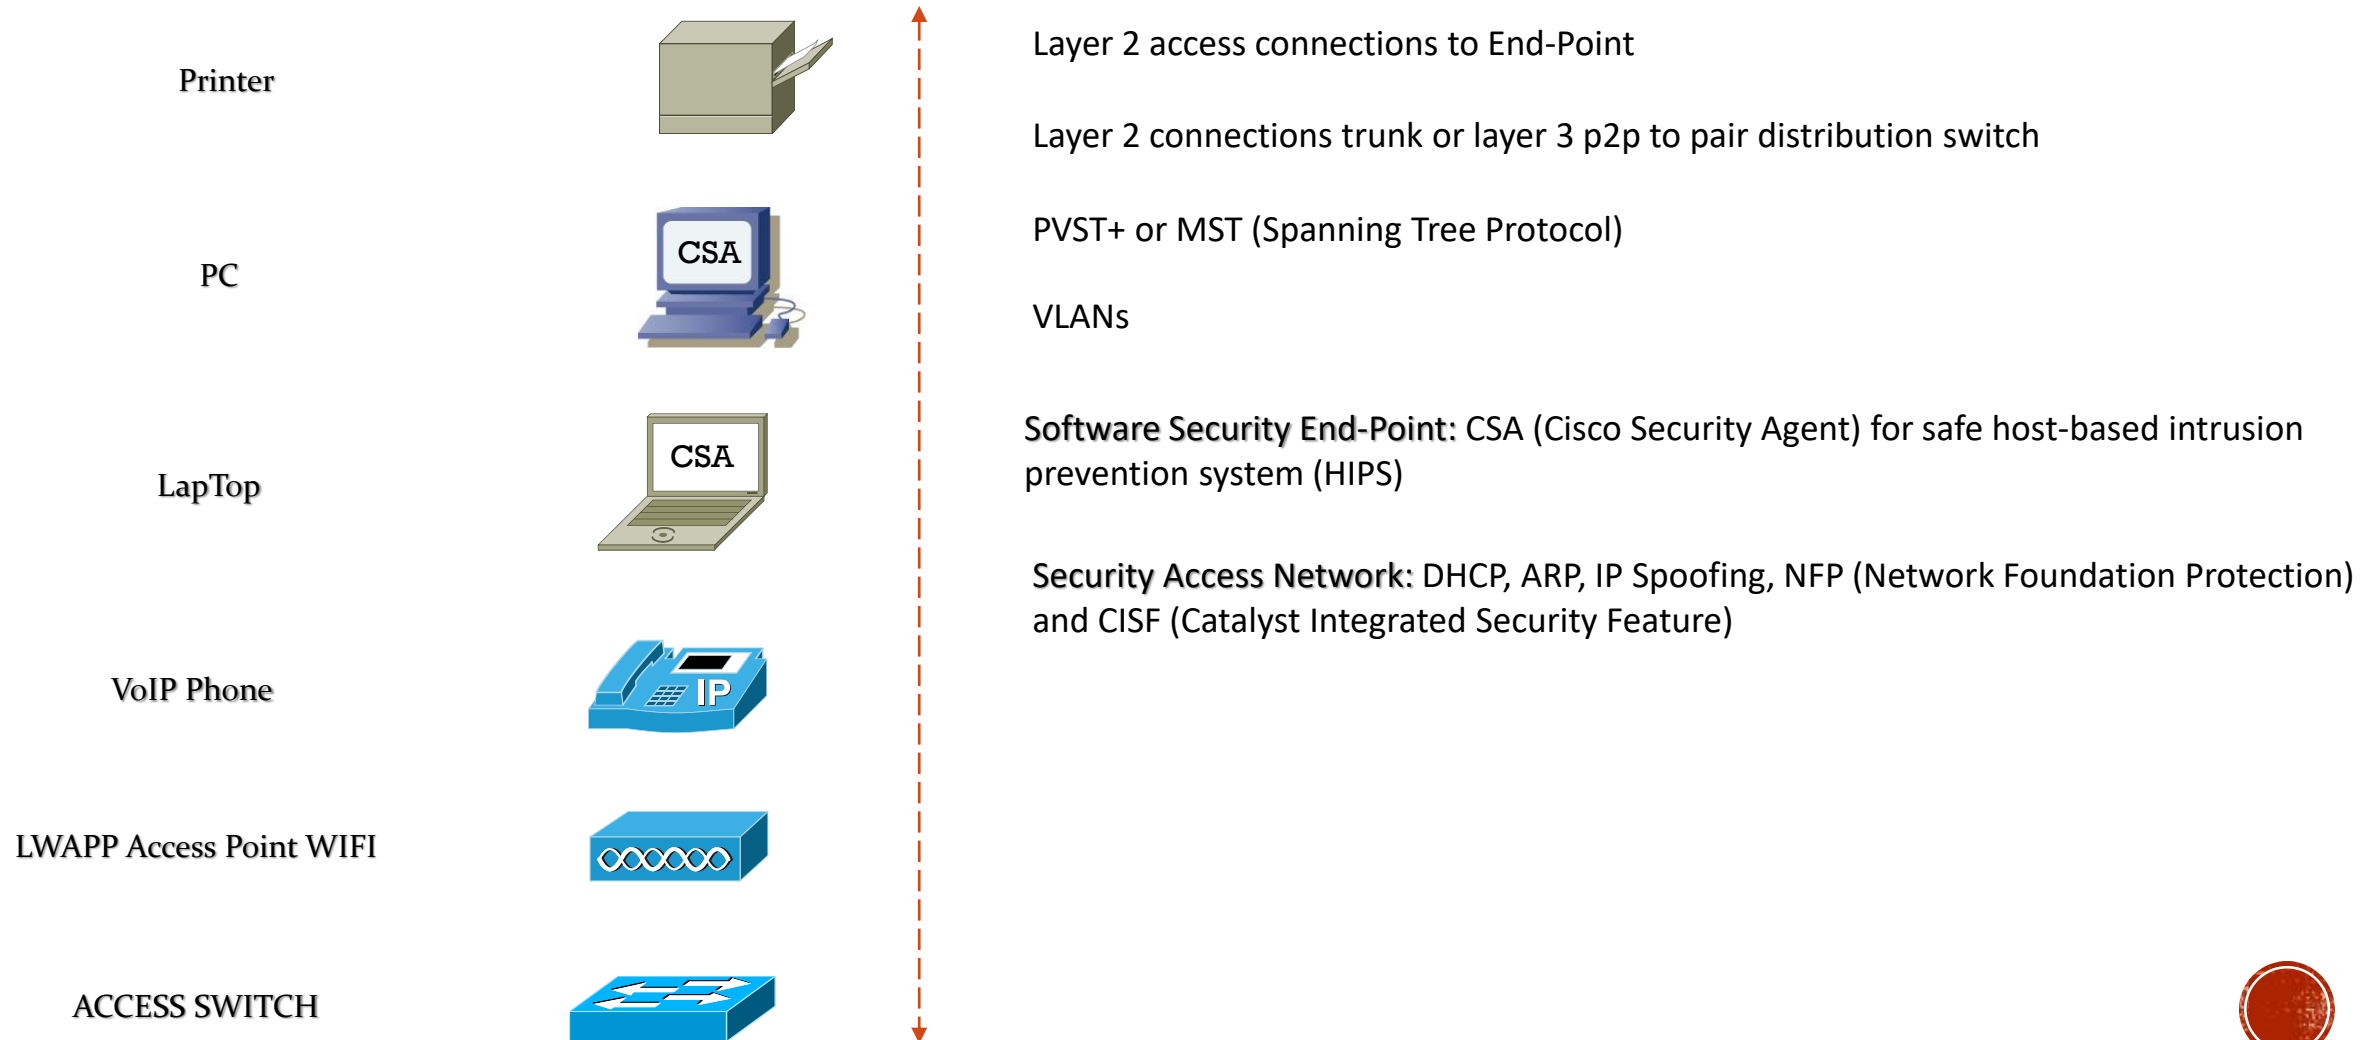 Printer
PC
CSA
LapTop
CSA
VoIP Phone
IP
LWAPP Access Point WIFI
ACCESS SWITCH
Layer 2 access connections to End-Point
Layer 2 connections trunk or layer 3 p2p to pair distribution switch
PVST+ or MST (Spanning Tree Protocol)
VLANs
Software Security End-Point: CSA (Cisco Security Agent) for safe host-based intrusion
prevention system (HIPS)
Security Access Network: DHCP, ARP, IP Spoofing, NFP (Network Foundation Protection)
and CISF (Catalyst Integrated Security Feature)